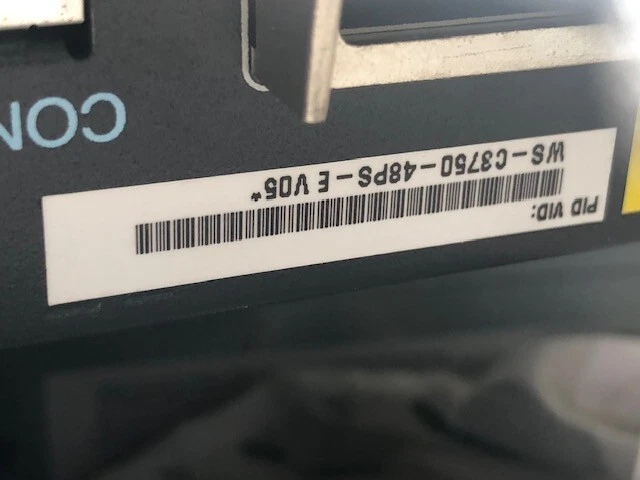 PID VID:
WS-C3750-48PS-E V05*
CON